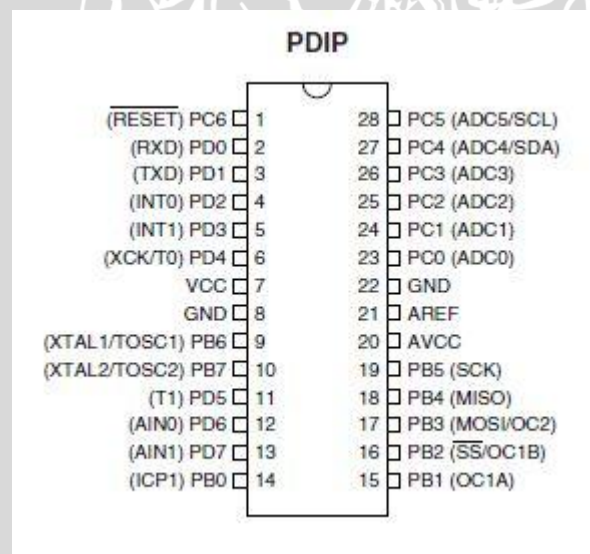 PDIP
(RESET) PC6 1 28 PC5 (ADC5/SCL)
(RXD) PD0 2 27 PC4 (ADC4/SDA)
(TXD) PD1 3 26 PC3 (ADC3)
(INT0) PD2 4 25 PC2 (ADC2)
(INT1) PD3 5 24 PC1 (ADC1)
(XCK/T0) PD4 6 23 PC0 (ADC0)
VCC 7 22 GND
GND 8 21 AREF
(XTAL1/TOSC1) PB6 9 20 AVCC
(XTAL2/TOSC2) PB7 10 19 PB5 (SCK)
(T1) PD5 11 18 PB4 (MISO)
(AIN0) PD6 12 17 PB3 (MOSI/OC2)
(AIN1) PD7 13 16 PB2 (SS/OC1B)
(ICP1) PB0 14 15 PB1 (OC1A)